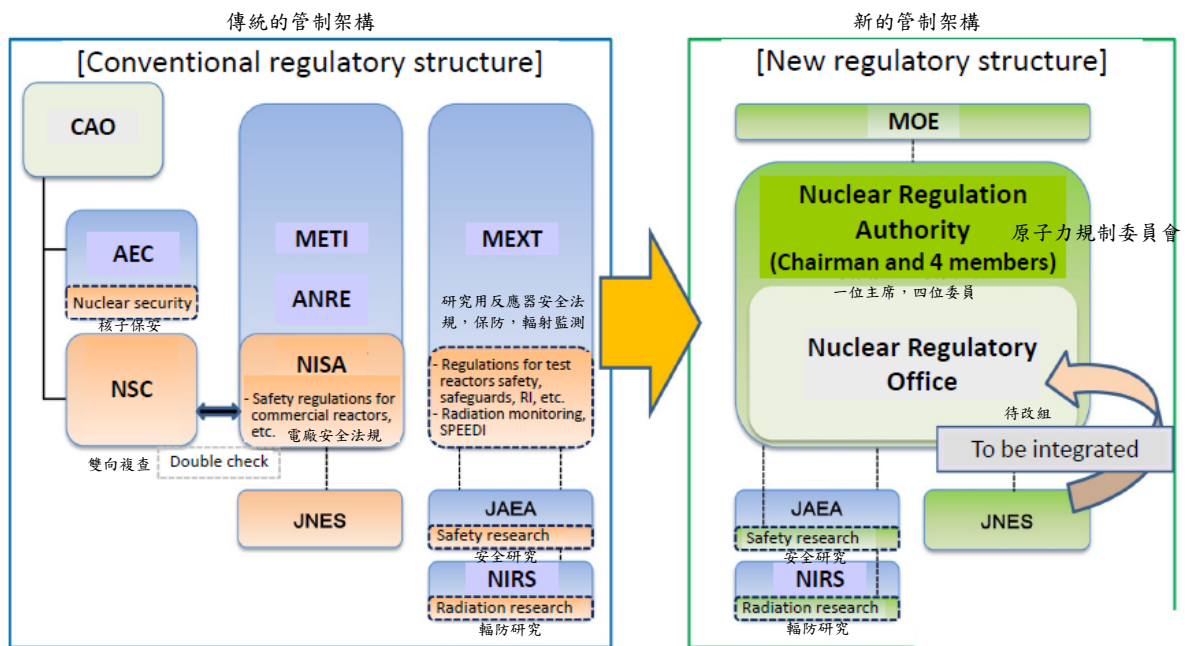 傳統的管制架構
[Conventional regulatory structure]
CAO
AEC
Nuclear security
核子保安
NSC
雙向複查
Double check
METI
ANRE
NISA
- Safety regulations for
commercial reactors,
etc.
電廠安全法規
JNES
MEXT
研究用反應器安全法
規，保防，輻射監測
- Regulations for test
reactors safety,
safeguards, RI, etc.
- Radiation monitoring,
SPEEDI
JAEA
Safety research
安全研究
NIRS
Radiation research
輻防研究
新的管制架構
[New regulatory structure]
MOE
Nuclear Regulation
Authority
原子力規制委員會
(Chairman and 4 members)
一位主席，四位委員
Nuclear Regulatory
Office
待改組
To be integrated
JAEA
Safety research
安全研究
NIRS
Radiation research
輻防研究
JNES